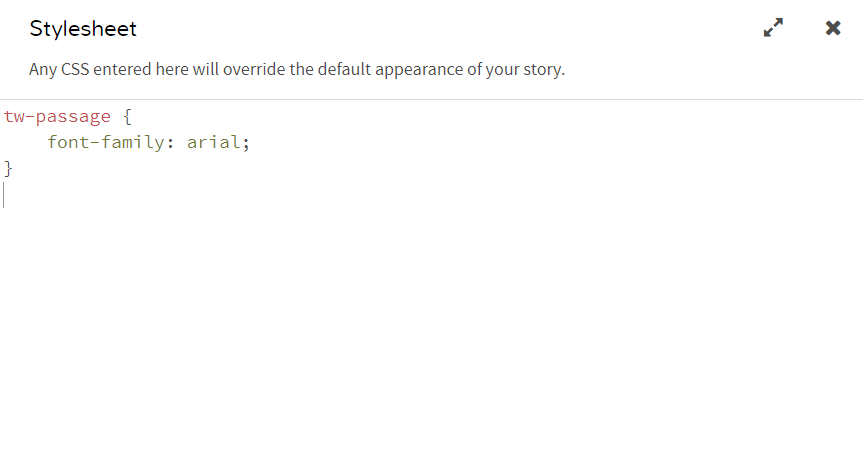 Stylesheet
Any CSS entered here will override the default appearance of your story.
tw-passage {
    font-family: arial;
}